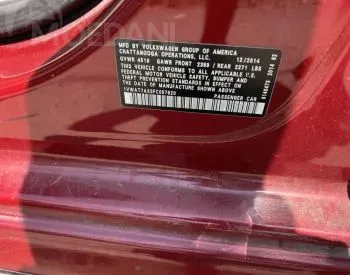 MFD BY VOLKSWAGEN GROUP OF AMERICA
CHATTANOOGA OPERATIONS, LLC. 12/2014
GVWR 4519 GAWR FRONT 2369 / REAR 2271 LBS
THIS VEHICLE CONFORMS TO ALL APPLICABLE
FEDERAL MOTOR VEHICLE SAFETY, BUMPER
AND THEFT PREVENTION STANDARDS IN EFFECT
ON THE DATE OF MANUFACTURE SHOWN ABOVE.
PASSENGER CAR